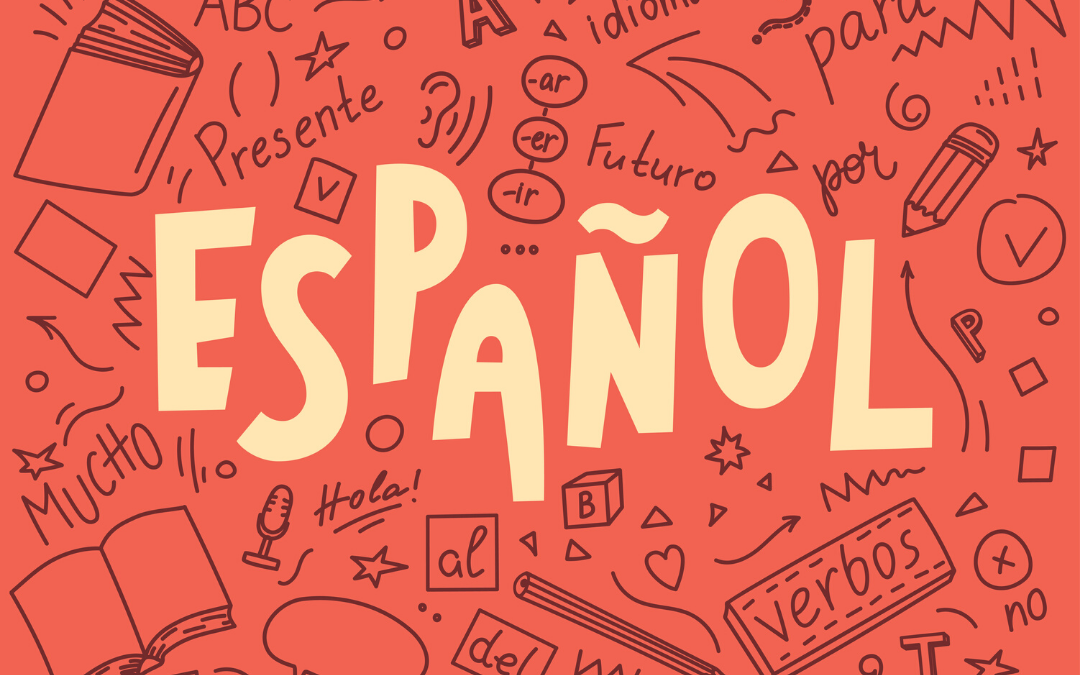 ABC
A
idioma
para
-ar
-er
-ir
Presente
Futuro
por
V
ESPAÑOL
P
MUCHO
Hola!
B
al
verbos
no
del
T